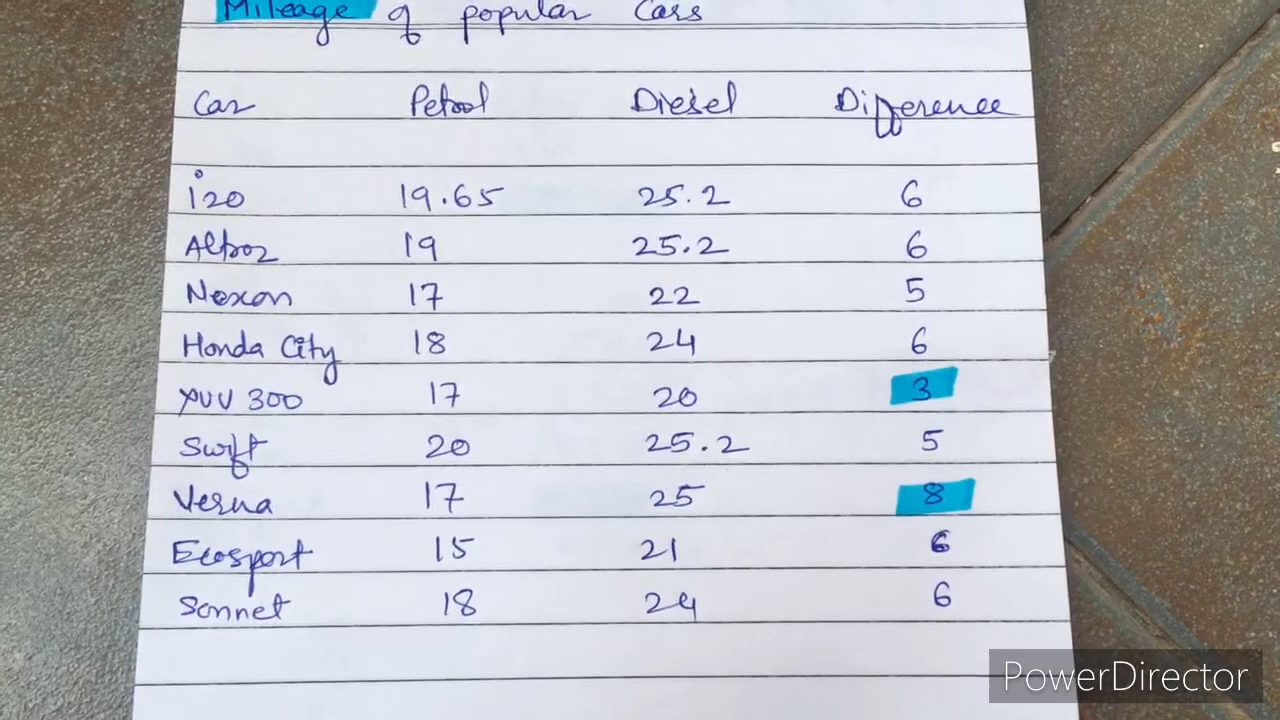 Mileage of popular Cars
Car Petrol Diesel Difference
i20 19.65 25.2 6
Altroz 19 25.2 6
Nexon 17 22 5
Honda City 18 24 6
XUV 300 17 20 3
Swift 20 25.2 5
Verna 17 25 8
Ecosport 15 21 6
Sonnet 18 24 6
PowerDirector